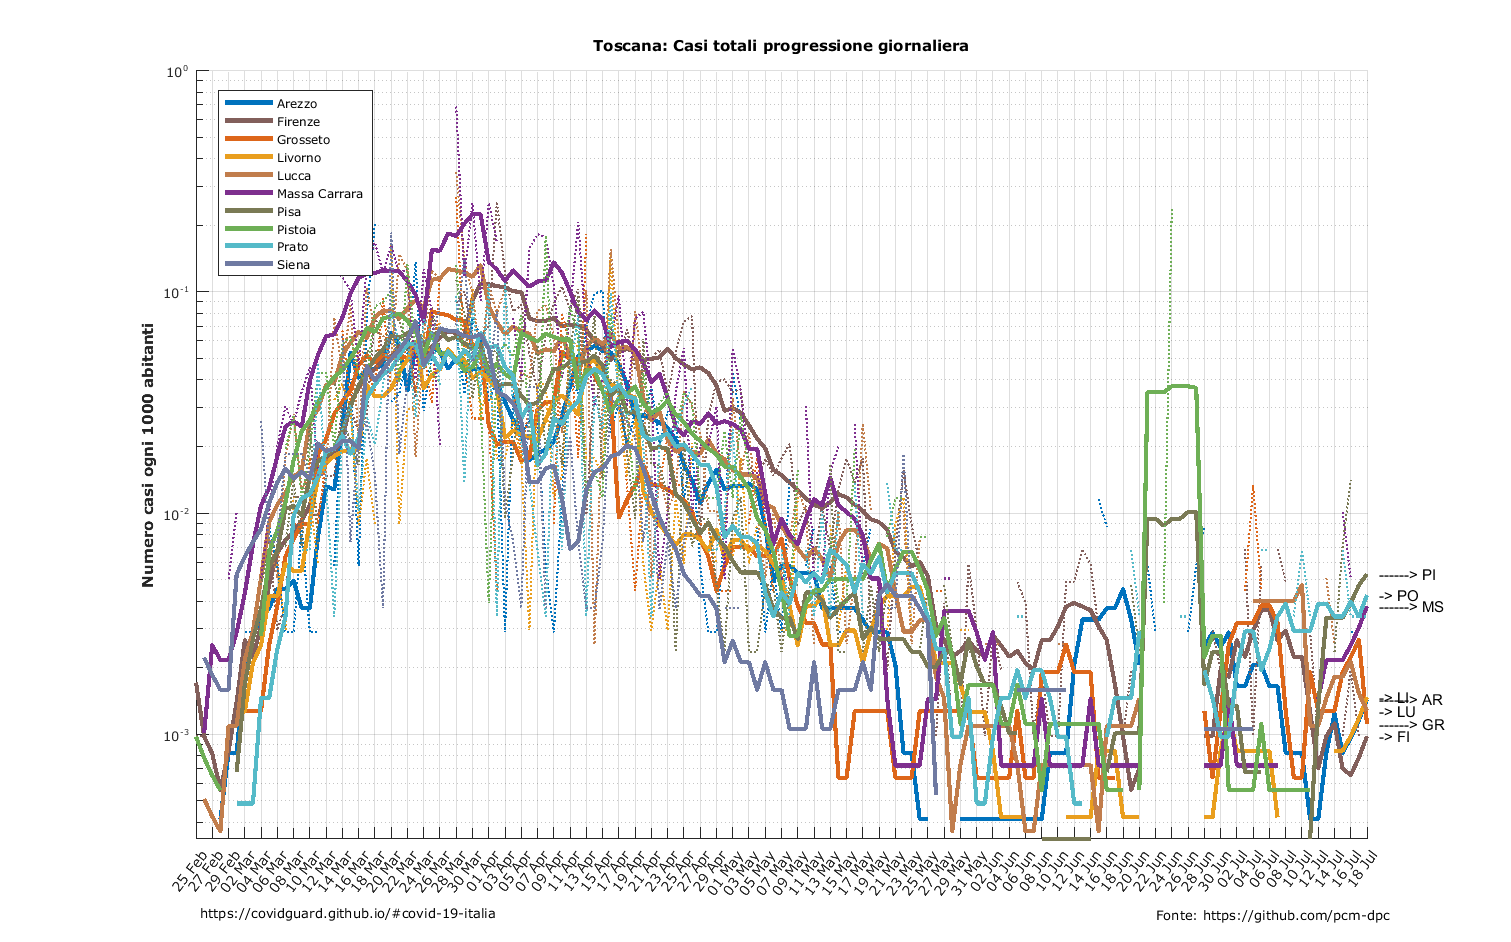 Toscana: Casi totali progressione giornaliera
Numero casi ogni 1000 abitanti
10⁰
10⁻¹
10⁻²
10⁻³
Arezzo
Firenze
Grosseto
Livorno
Lucca
Massa Carrara
Pisa
Pistoia
Prato
Siena
------> PI
-> PO
------> MS
-> LI
------> AR
-> LU
------> GR
-> FI
25 Feb
27 Feb
29 Feb
02 Mar
04 Mar
06 Mar
08 Mar
10 Mar
12 Mar
14 Mar
16 Mar
18 Mar
20 Mar
22 Mar
24 Mar
26 Mar
28 Mar
30 Mar
01 Apr
03 Apr
05 Apr
07 Apr
09 Apr
11 Apr
13 Apr
15 Apr
17 Apr
19 Apr
21 Apr
23 Apr
25 Apr
27 Apr
29 Apr
01 May
03 May
05 May
07 May
09 May
11 May
13 May
15 May
17 May
19 May
21 May
23 May
25 May
27 May
29 May
31 May
02 Jun
04 Jun
06 Jun
08 Jun
10 Jun
12 Jun
14 Jun
16 Jun
18 Jun
20 Jun
22 Jun
24 Jun
26 Jun
28 Jun
30 Jun
02 Jul
04 Jul
06 Jul
08 Jul
10 Jul
12 Jul
14 Jul
16 Jul
18 Jul
https://covidguard.github.io/#covid-19-italia
Fonte: https://github.com/pcm-dpc